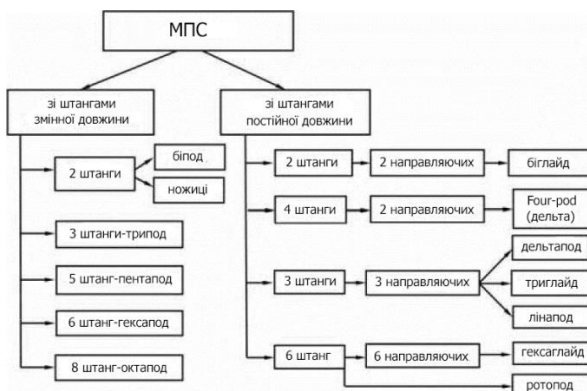 МПС
зі штангами
змінної довжини
2 штанги
біпод
ножиці
3 штанги-трипод
5 штанг-пентапод
6 штанг-гексапод
8 штанг-октапод
зі штангами
постійної довжини
2 штанги
2 направляючих
біглайд
4 штанги
2 направляючих
Four-pod
(дельта)
3 штанги
3 направляючих
дельтапод
триглайд
лінапод
6 штанг
6 направляючих
гексаглайд
ротопод